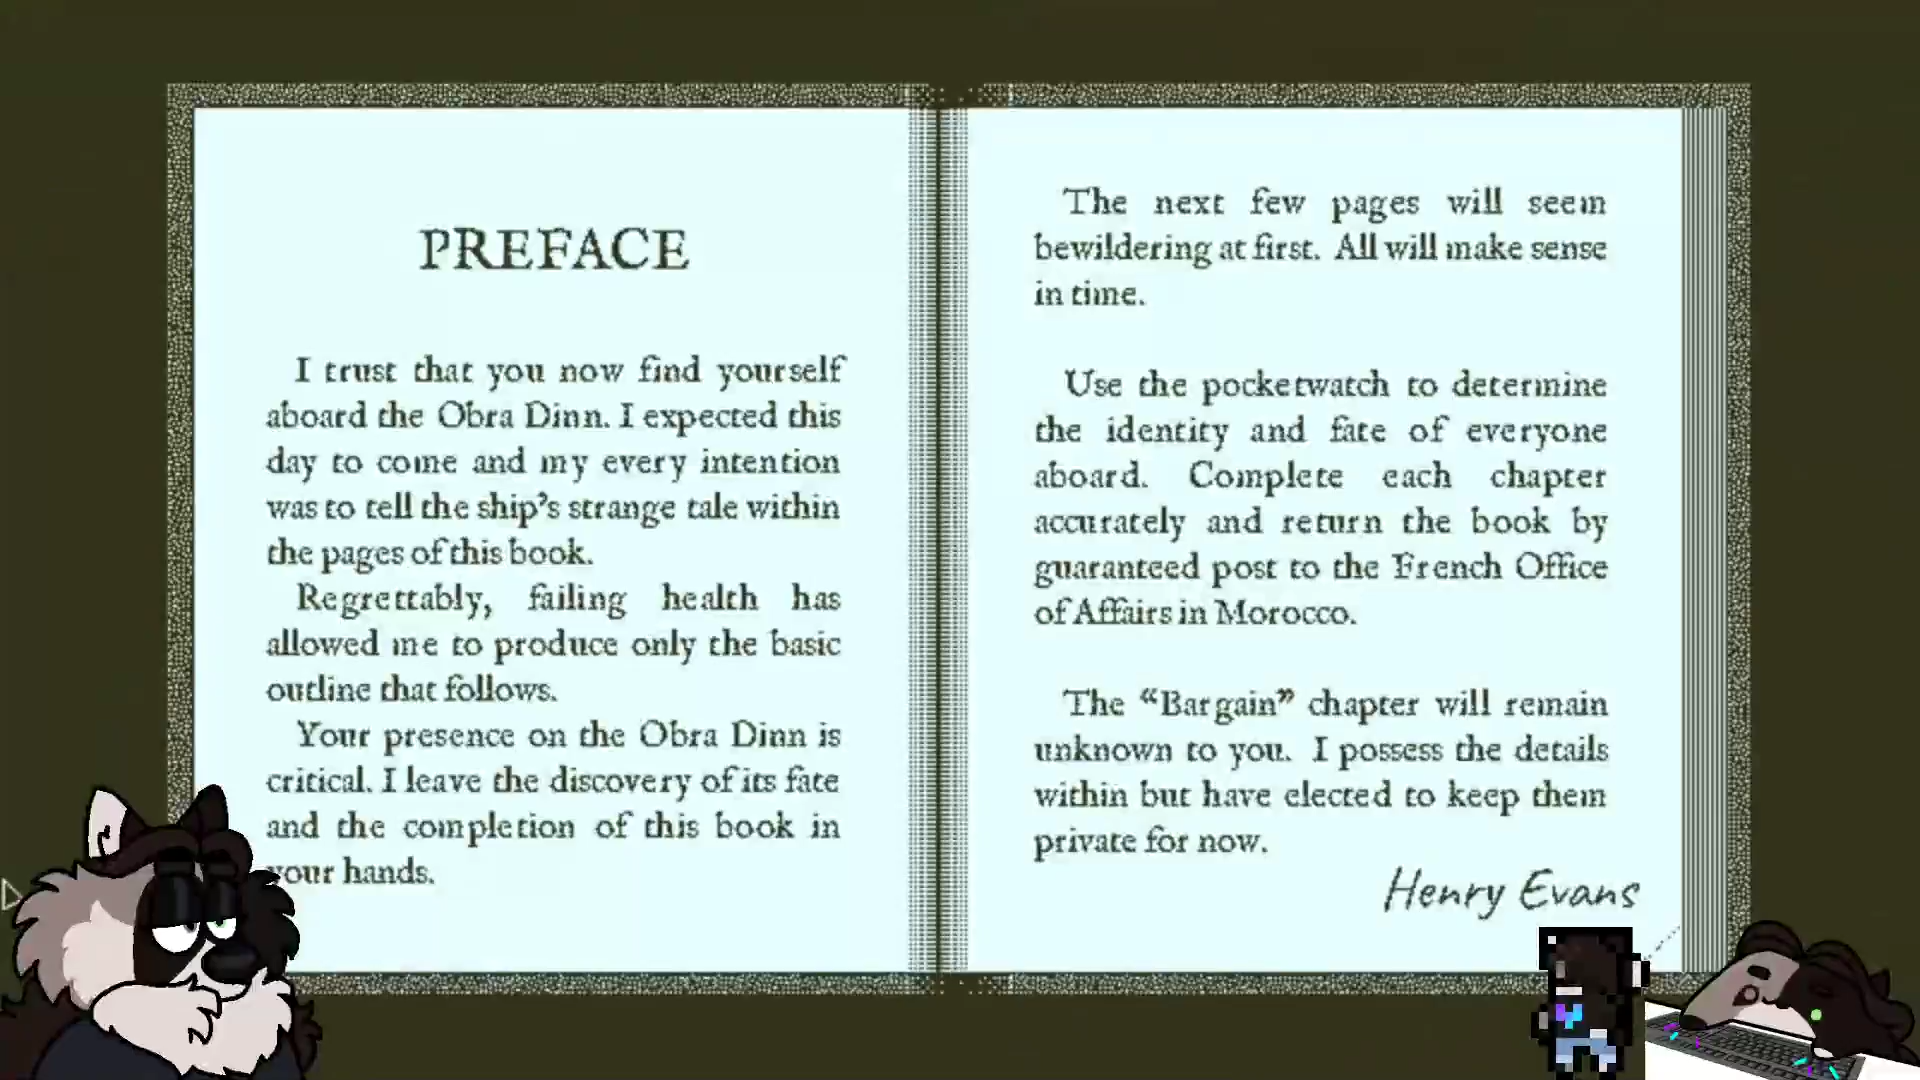 PREFACE
I trust that you now find yourself
aboard the Obra Dinn. I expected this
day to come and my every intention
was to tell the ship's strange tale within
the pages of this book.
Regrettably, failing health has
allowed me to produce only the basic
outline that follows.
Your presence on the Obra Dinn is
critical. I leave the discovery of its fate
and the completion of this book in
your hands.
The next few pages will seem
bewildering at first. All will make sense
in time.
Use the pocketwatch to determine
the identity and fate of everyone
aboard. Complete each chapter
accurately and return the book by
guaranteed post to the French Office
of Affairs in Morocco.
The “Bargain” chapter will remain
unknown to you. I possess the details
within but have elected to keep them
private for now.
Henry Evans